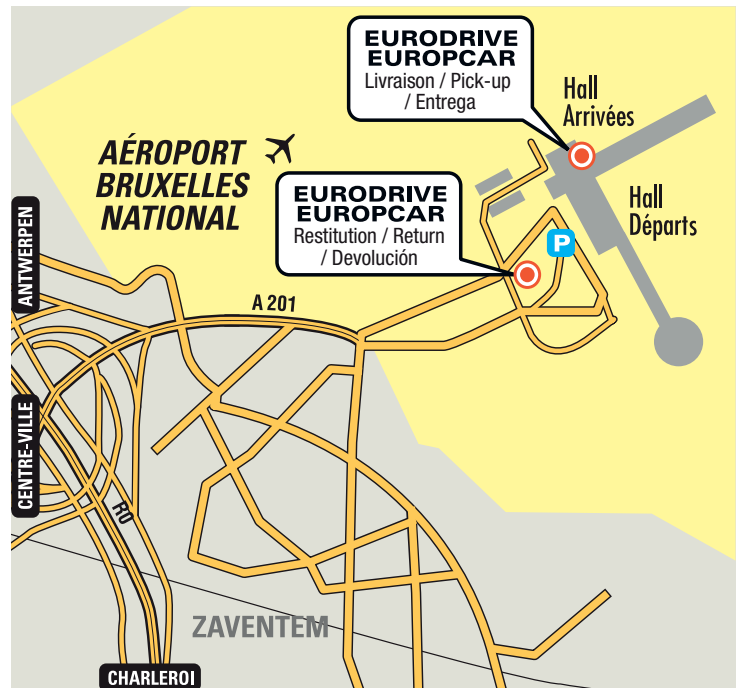 EURODRIVE
EUROPCAR
Livraison / Pick-up
/ Entrega
Hall
Arrivées
AÉROPORT
BRUXELLES
NATIONAL
EURODRIVE
EUROPCAR
Restitution / Return
/ Devolución
Hall
Départs
P
ANTWERPEN
A 201
CENTRE-VILLE
R0
ZAVENTEM
CHARLEROI